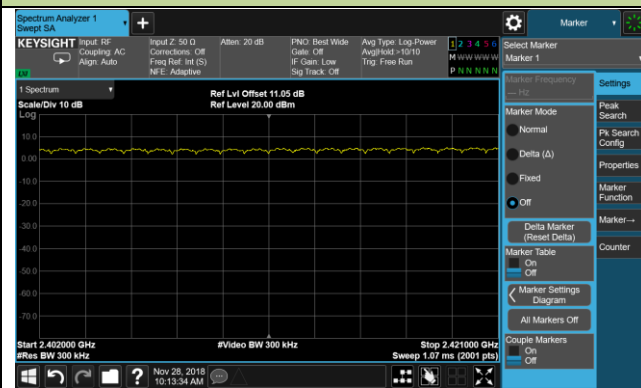 Spectrum Analyzer 1
Swept SA
+
Marker
KEYSIGHT
Input: RF
Coupling: AC
Align: Auto
Input Z: 50 Ω
Corrections: Off
Freq Ref: Int (S)
NFE: Adaptive
Atten: 20 dB
PNO: Best Wide
Gate: Off
IF Gain: Low
Sig Track: Off
Avg Type: Log-Power
Avg|Hold:>10/10
Trig: Free Run
1 2 3 4 5 6
M W W W W W
P N N N N N
LXI
Select Marker
Marker 1
1 Spectrum
Scale/Div 10 dB
Log
Ref Lvl Offset 11.05 dB
Ref Level 20.00 dBm
10.0
0.00
-10.0
-20.0
-30.0
-40.0
-50.0
-60.0
-70.0
Start 2.402000 GHz
#Res BW 300 kHz
#Video BW 300 kHz
Stop 2.421000 GHz
Sweep 1.07 ms (2001 pts)
Marker Frequency
--- Hz
Marker Mode
Normal
Delta (Δ)
Fixed
Off
Delta Marker
(Reset Delta)
Marker Table
On
Off
Marker Settings
Diagram
All Markers Off
Couple Markers
On
Off
Settings
Peak
Search
Pk Search
Config
Properties
Marker
Function
Marker→
Counter
?
Nov 28, 2018
10:13:34 AM